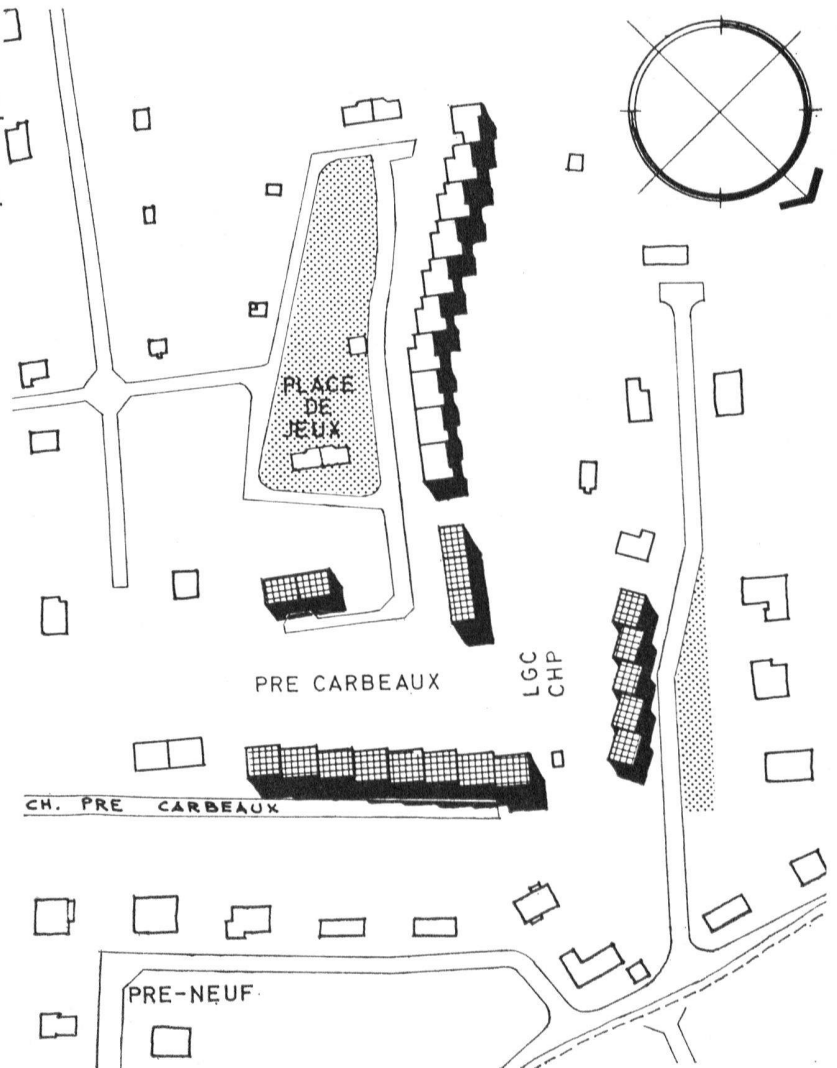 PLACE
DE
JEUX
PRE CARBEAUX
LGC
CHP
CH. PRE CARBEAUX
PRE-NEUF